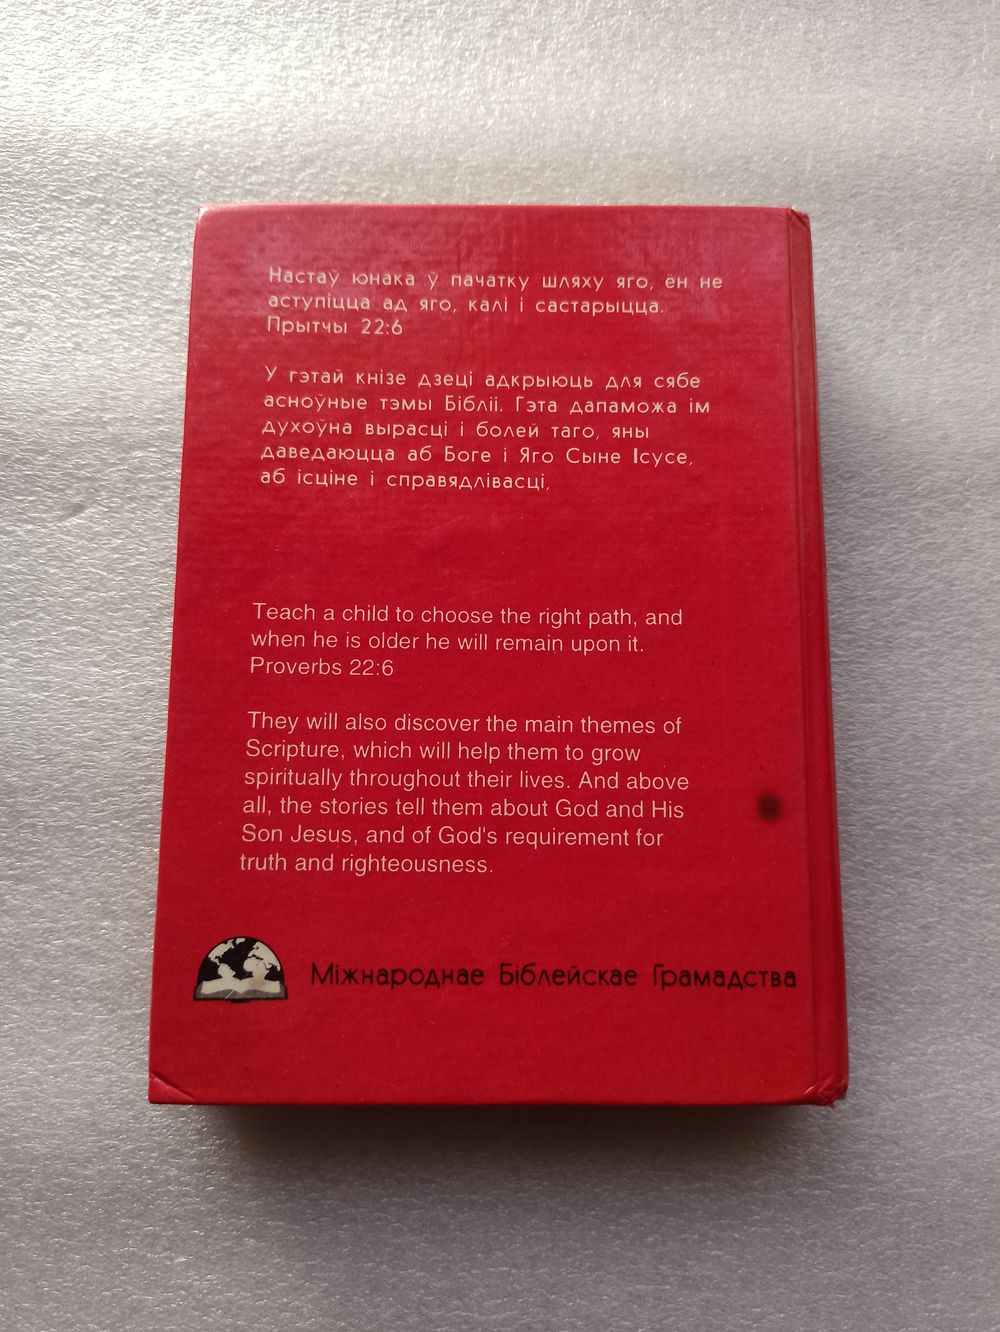 Настаў юнака ў пачатку шляху яго, ён не
аступіцца ад яго, калі і састарыцца.
Прытчы 22:6
У гэтай кнізе дзеці адкрыюць для сябе
асноўные тэмы Бібліі. Гэта дапаможа ім
духоўна вырасці і болей таго, яны
даведаюцца аб Боге і Яго Сыне Ісусе,
аб ісціне і справядлівасці,
Teach a child to choose the right path, and
when he is older he will remain upon it.
Proverbs 22:6
They will also discover the main themes of
Scripture, which will help them to grow
spiritually throughout their lives. And above
all, the stories tell them about God and His
Son Jesus, and of God's requirement for
truth and righteousness.
Міжнароднае Біблейскае Грамадства